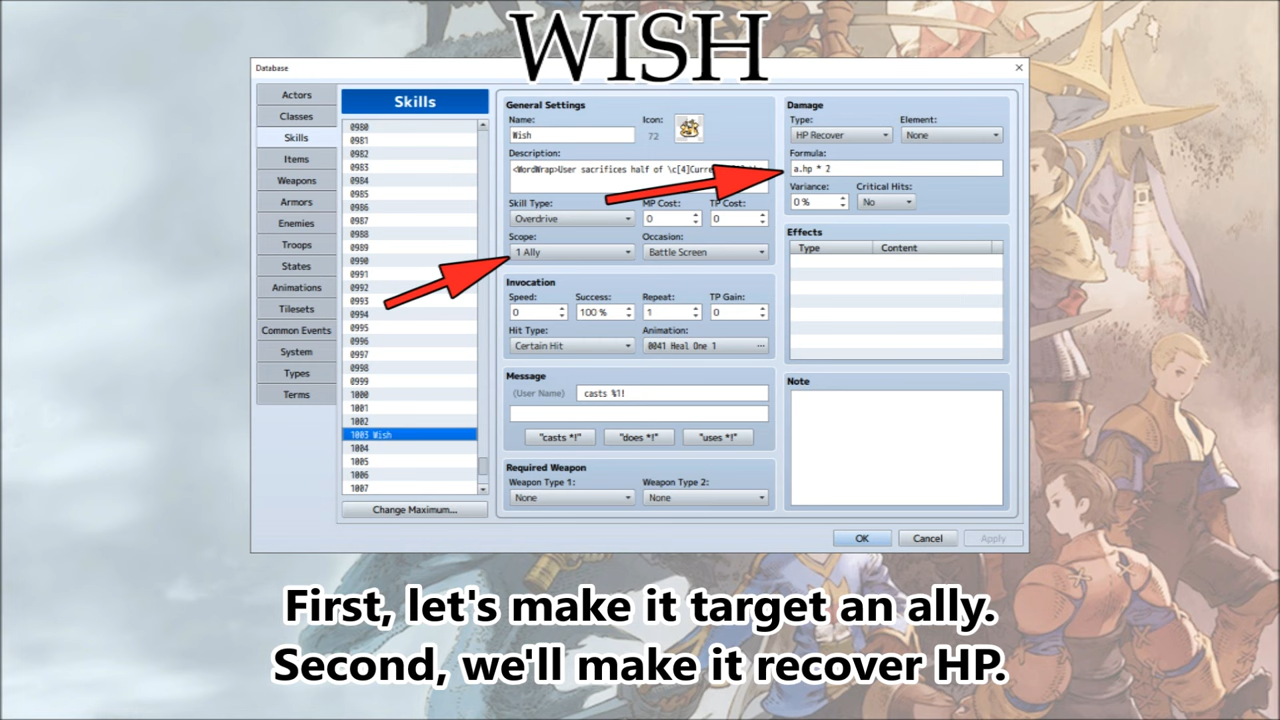 WISH
Database
Actors
Classes
Skills
Items
Weapons
Armors
Enemies
Troops
States
Animations
Tilesets
Common Events
System
Types
Terms
Skills
0980
0981
0982
0983
0984
0985
0986
0987
0988
0989
0990
0991
0992
0993
0994
0995
0996
0997
0998
0999
1000
1001
1002
1003 Wish
1004
1005
1006
1007
Change Maximum...
General Settings
Name:
Icon:
Wish
72
Description:
<WordWrap>User sacrifices half of \c[4]
Skill Type:
MP Cost:
TP Cost:
Overdrive
0
0
Scope:
Occasion:
1 Ally
Battle Screen
Invocation
Speed:
Success:
Repeat:
TP Gain:
0
100 %
1
0
Hit Type:
Animation:
Certain Hit
0041 Heal One 1
...
Message
(User Name)
casts %1!
"casts *!"
"does *!"
"uses *!"
Required Weapon
Weapon Type 1:
Weapon Type 2:
None
None
Damage
Type:
Element:
HP Recover
None
Formula:
a.hp * 2
Variance:
Critical Hits:
0 %
No
Effects
Type
Content
Note
OK
Cancel
Apply
First, let's make it target an ally.
Second, we'll make it recover HP.